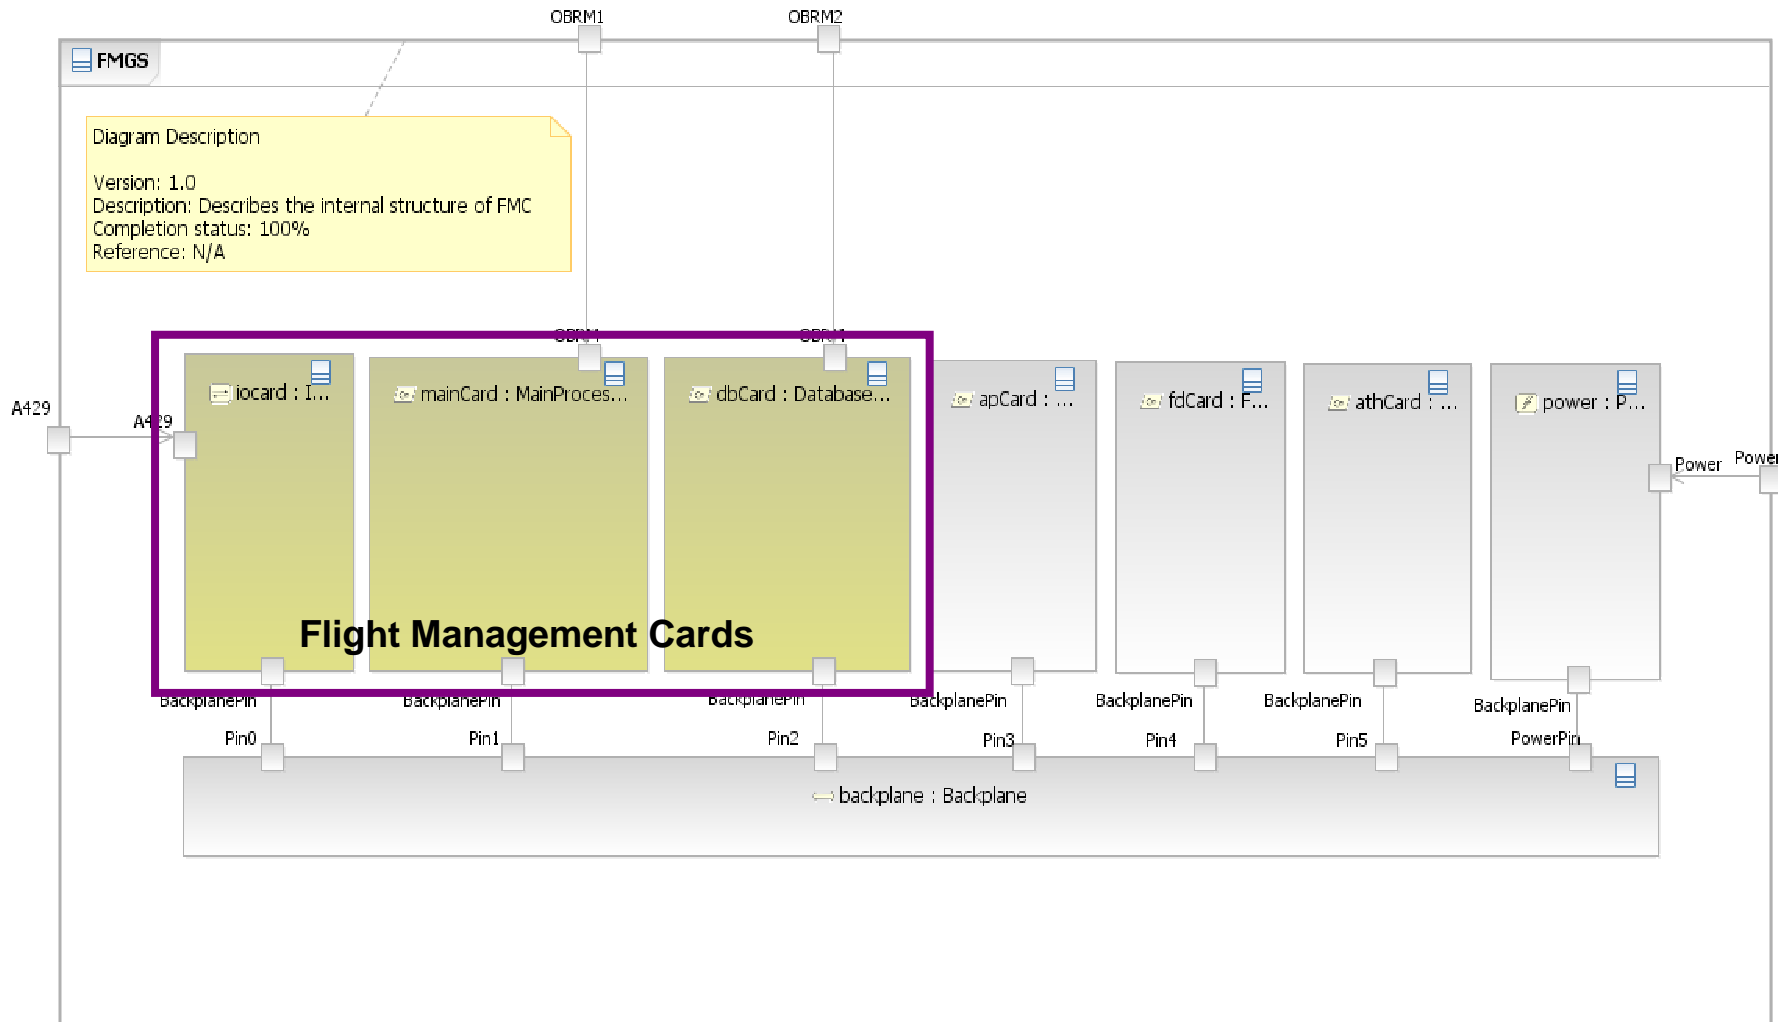 OBRM1
OBRM2
FMGS
Diagram Description
Version: 1.0
Description: Describes the internal structure of FMC
Completion status: 100%
Reference: N/A
iocard : I...
mainCard : MainProces...
dbCard : Database...
apCard : ...
fdCard : F...
athCard : ...
power : P...
A429
A429
Power
Power
Flight Management Cards
BackplanePin
BackplanePin
BackplanePin
BackplanePin
BackplanePin
BackplanePin
BackplanePin
Pin0
Pin1
Pin2
Pin3
Pin4
Pin5
PowerPin
backplane : Backplane